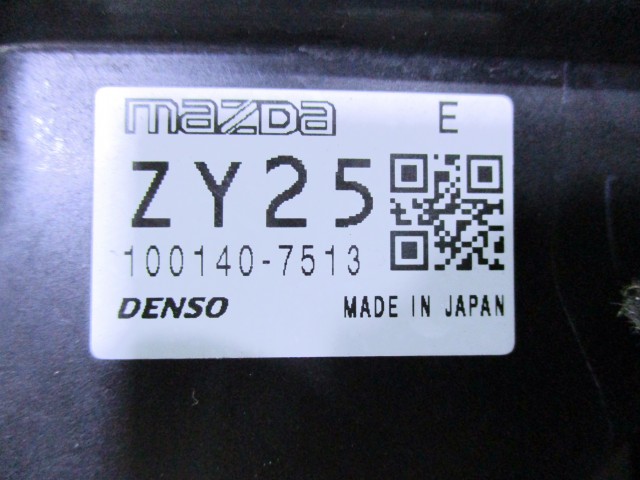 mazda E
ZY25
100140-7513
DENSO MADE IN JAPAN